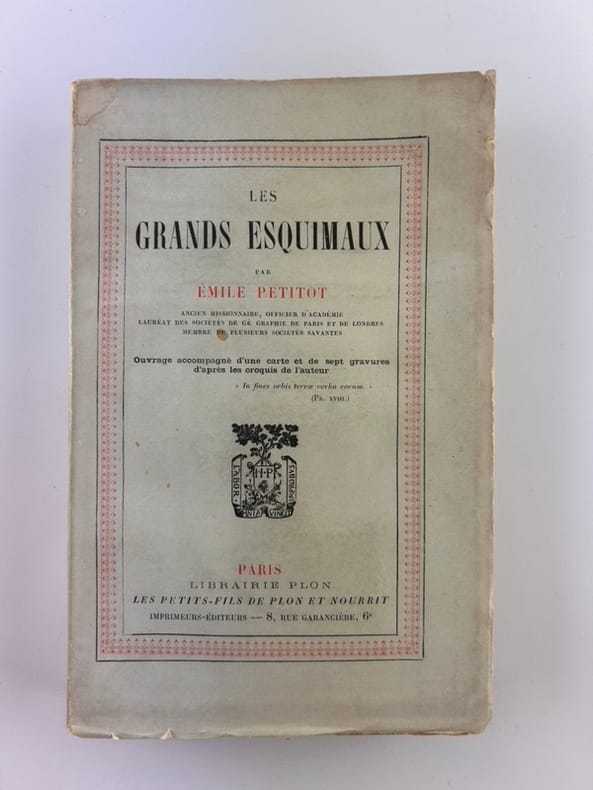 LES
GRANDS ESQUIMAUX
PAR
ÉMILE PETITOT
ANCIEN MISSIONNAIRE, OFFICIER D'ACADÉMIE
LAURÉAT DES SOCIÉTÉS DE GÉ GRAPHIE DE PARIS ET DE LONDRES
MEMBRE DE PLUSIEURS SOCIÉTÉS SAVANTES
Ouvrage accompagné d'une carte et de sept gravures
d'après les croquis de l'auteur
« In fines orbis terræ verba eorum. »
(Ps. XVIII.)
LABOR
H·P
IMPROBVS
OMNIA VINCIT
PARIS
LIBRAIRIE PLON
LES PETITS-FILS DE PLON ET NOURRIT
IMPRIMEURS-ÉDITEURS — 8, RUE GARANCIÈRE, 6e